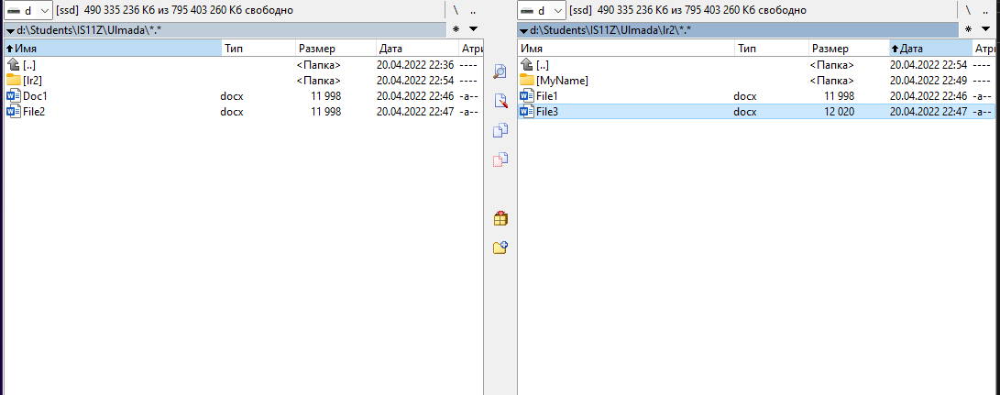 d [ssd] 490 335 236 Кб из 795 403 260 Кб свободно \ ..
d:\Students\IS11Z\UImada\*.* *
Имя Тип Размер Дата Атри
[..] <Папка> 20.04.2022 22:36 ----
[lr2] <Папка> 20.04.2022 22:54 ----
Doc1 docx 11 998 20.04.2022 22:46 -a--
File2 docx 11 998 20.04.2022 22:47 -a--
d [ssd] 490 335 236 Кб из 795 403 260 Кб свободно \ ..
d:\Students\IS11Z\UImada\lr2\*.* *
Имя Тип Размер Дата Атри
[..] <Папка> 20.04.2022 22:54 ----
[MyName] <Папка> 20.04.2022 22:49 ----
File1 docx 11 998 20.04.2022 22:46 -a--
File3 docx 12 020 20.04.2022 22:47 -a--